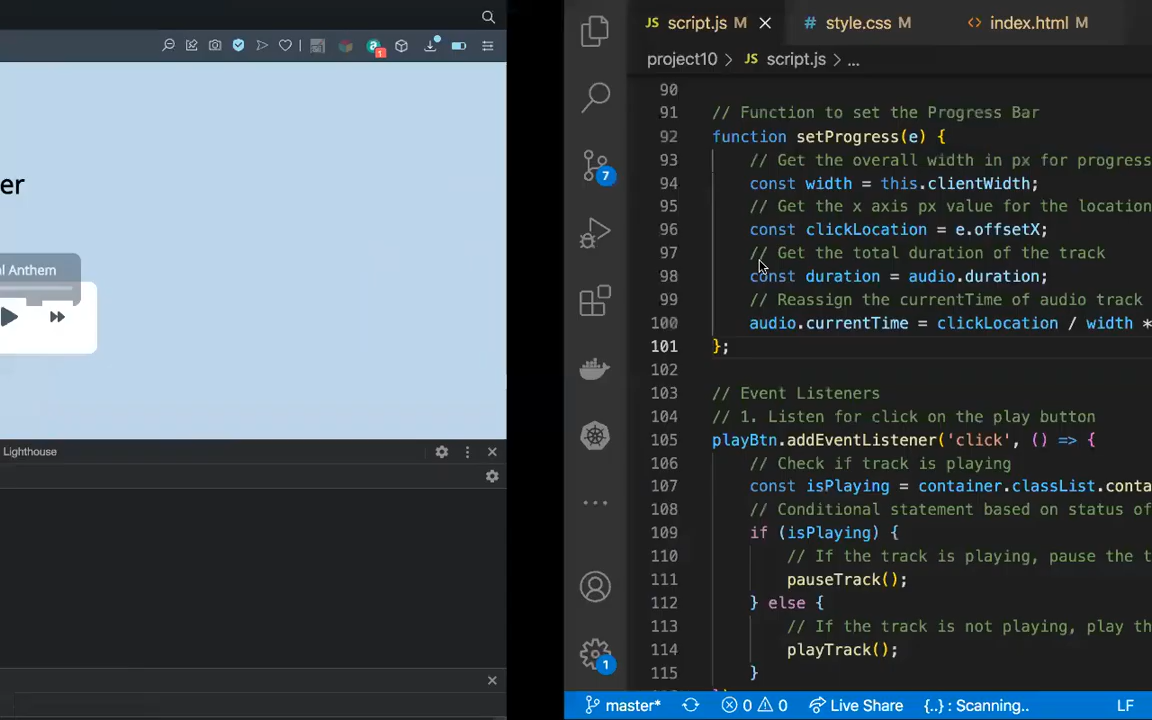 er
al Anthem
Lighthouse
1
script.js M
style.css M
index.html M
project10 > JS script.js > ...
90
91 // Function to set the Progress Bar
92 function setProgress(e) {
93 // Get the overall width in px for progress
94 const width = this.clientWidth;
95 // Get the x axis px value for the location
96 const clickLocation = e.offsetX;
97 // Get the total duration of the track
98 const duration = audio.duration;
99 // Reassign the currentTime of audio track
100 audio.currentTime = clickLocation / width *
101 };
102
103 // Event Listeners
104 // 1. Listen for click on the play button
105 playBtn.addEventListener('click', () => {
106 // Check if track is playing
107 const isPlaying = container.classList.conta
108 // Conditional statement based on status of
109 if (isPlaying) {
110 // If the track is playing, pause the t
111 pauseTrack();
112 } else {
113 // If the track is not playing, play th
114 playTrack();
115 }
7
1
master* 0 0 Live Share {..} : Scanning.. LF